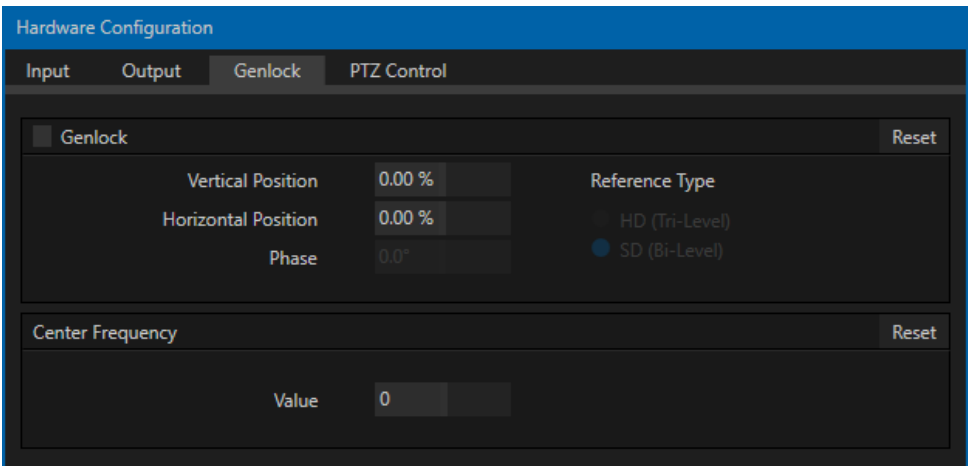 Hardware Configuration
Input Output Genlock PTZ Control
Genlock Reset
Vertical Position 0.00 % Reference Type
Horizontal Position 0.00 % HD (Tri-Level)
Phase 0.0° SD (Bi-Level)
Center Frequency Reset
Value 0